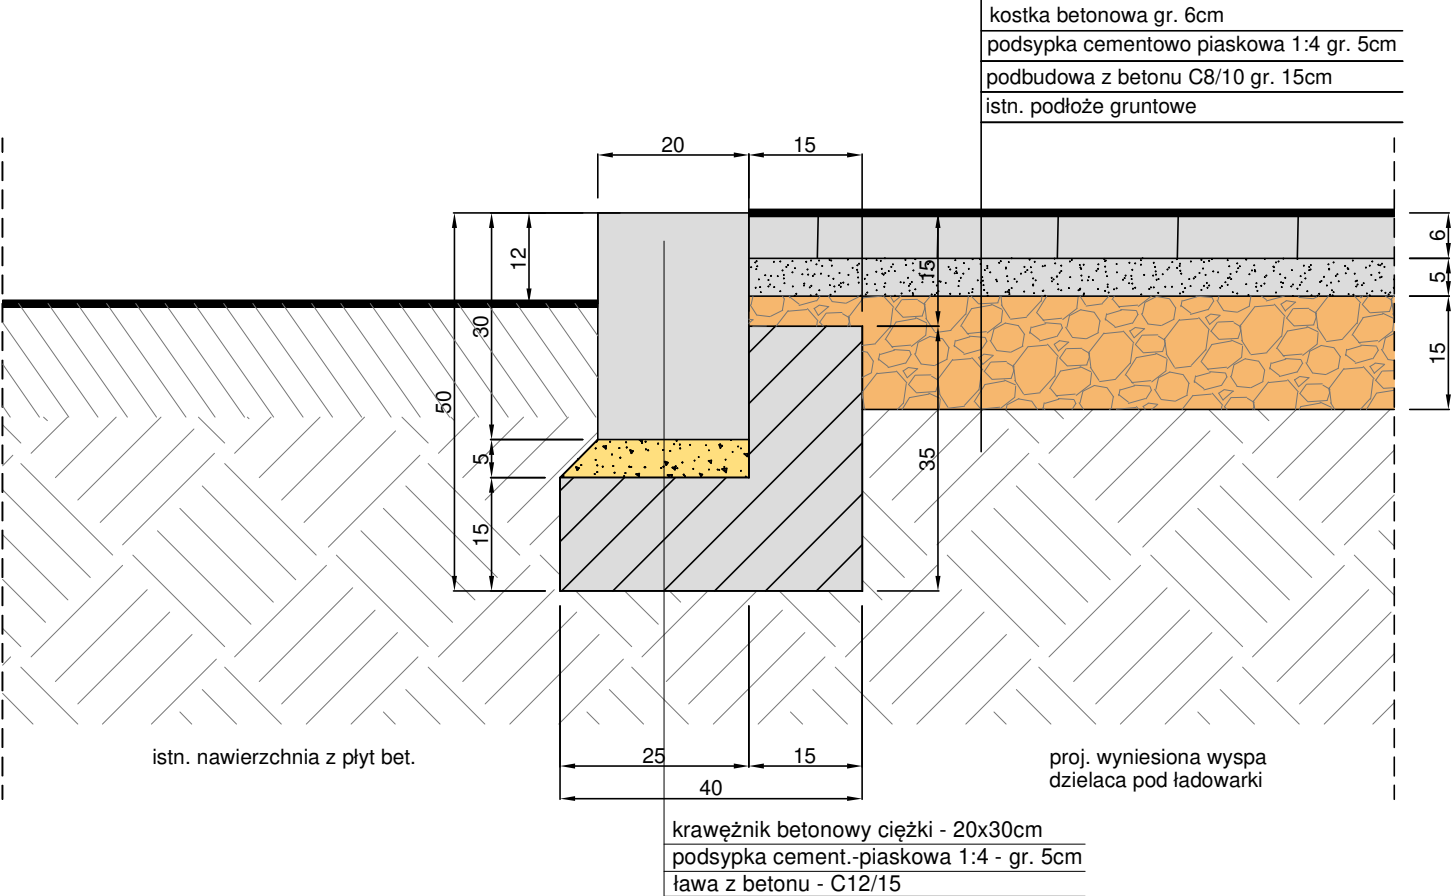 kostka betonowa gr. 6cm
podsypka cementowo piaskowa 1:4 gr. 5cm
podbudowa z betonu C8/10 gr. 15cm
istn. podłoże gruntowe
20
15
12
30
50
5
15
15
35
6
5
15
25
15
40
istn. nawierzchnia z płyt bet.
proj. wyniesiona wyspa
dzielaca pod ładowarki
krawężnik betonowy ciężki - 20x30cm
podsypka cement.-piaskowa 1:4 - gr. 5cm
ława z betonu - C12/15